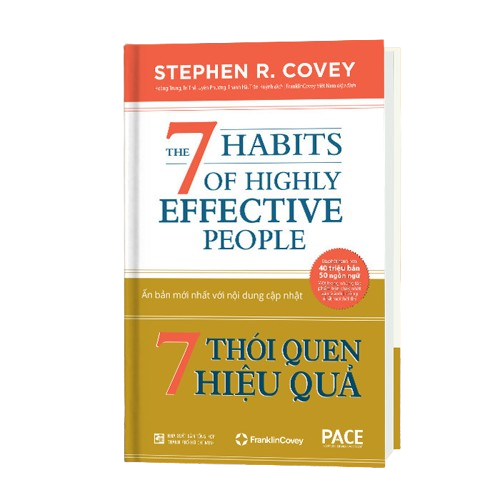 STEPHEN R. COVEY
THE 7 HABITS
OF HIGHLY
EFFECTIVE
PEOPLE
40 triệu bản
50 ngôn ngữ
Ấn bản mới nhất với nội dung cập nhật
7 THÓI QUEN
HIỆU QUẢ
FranklinCovey
PACE